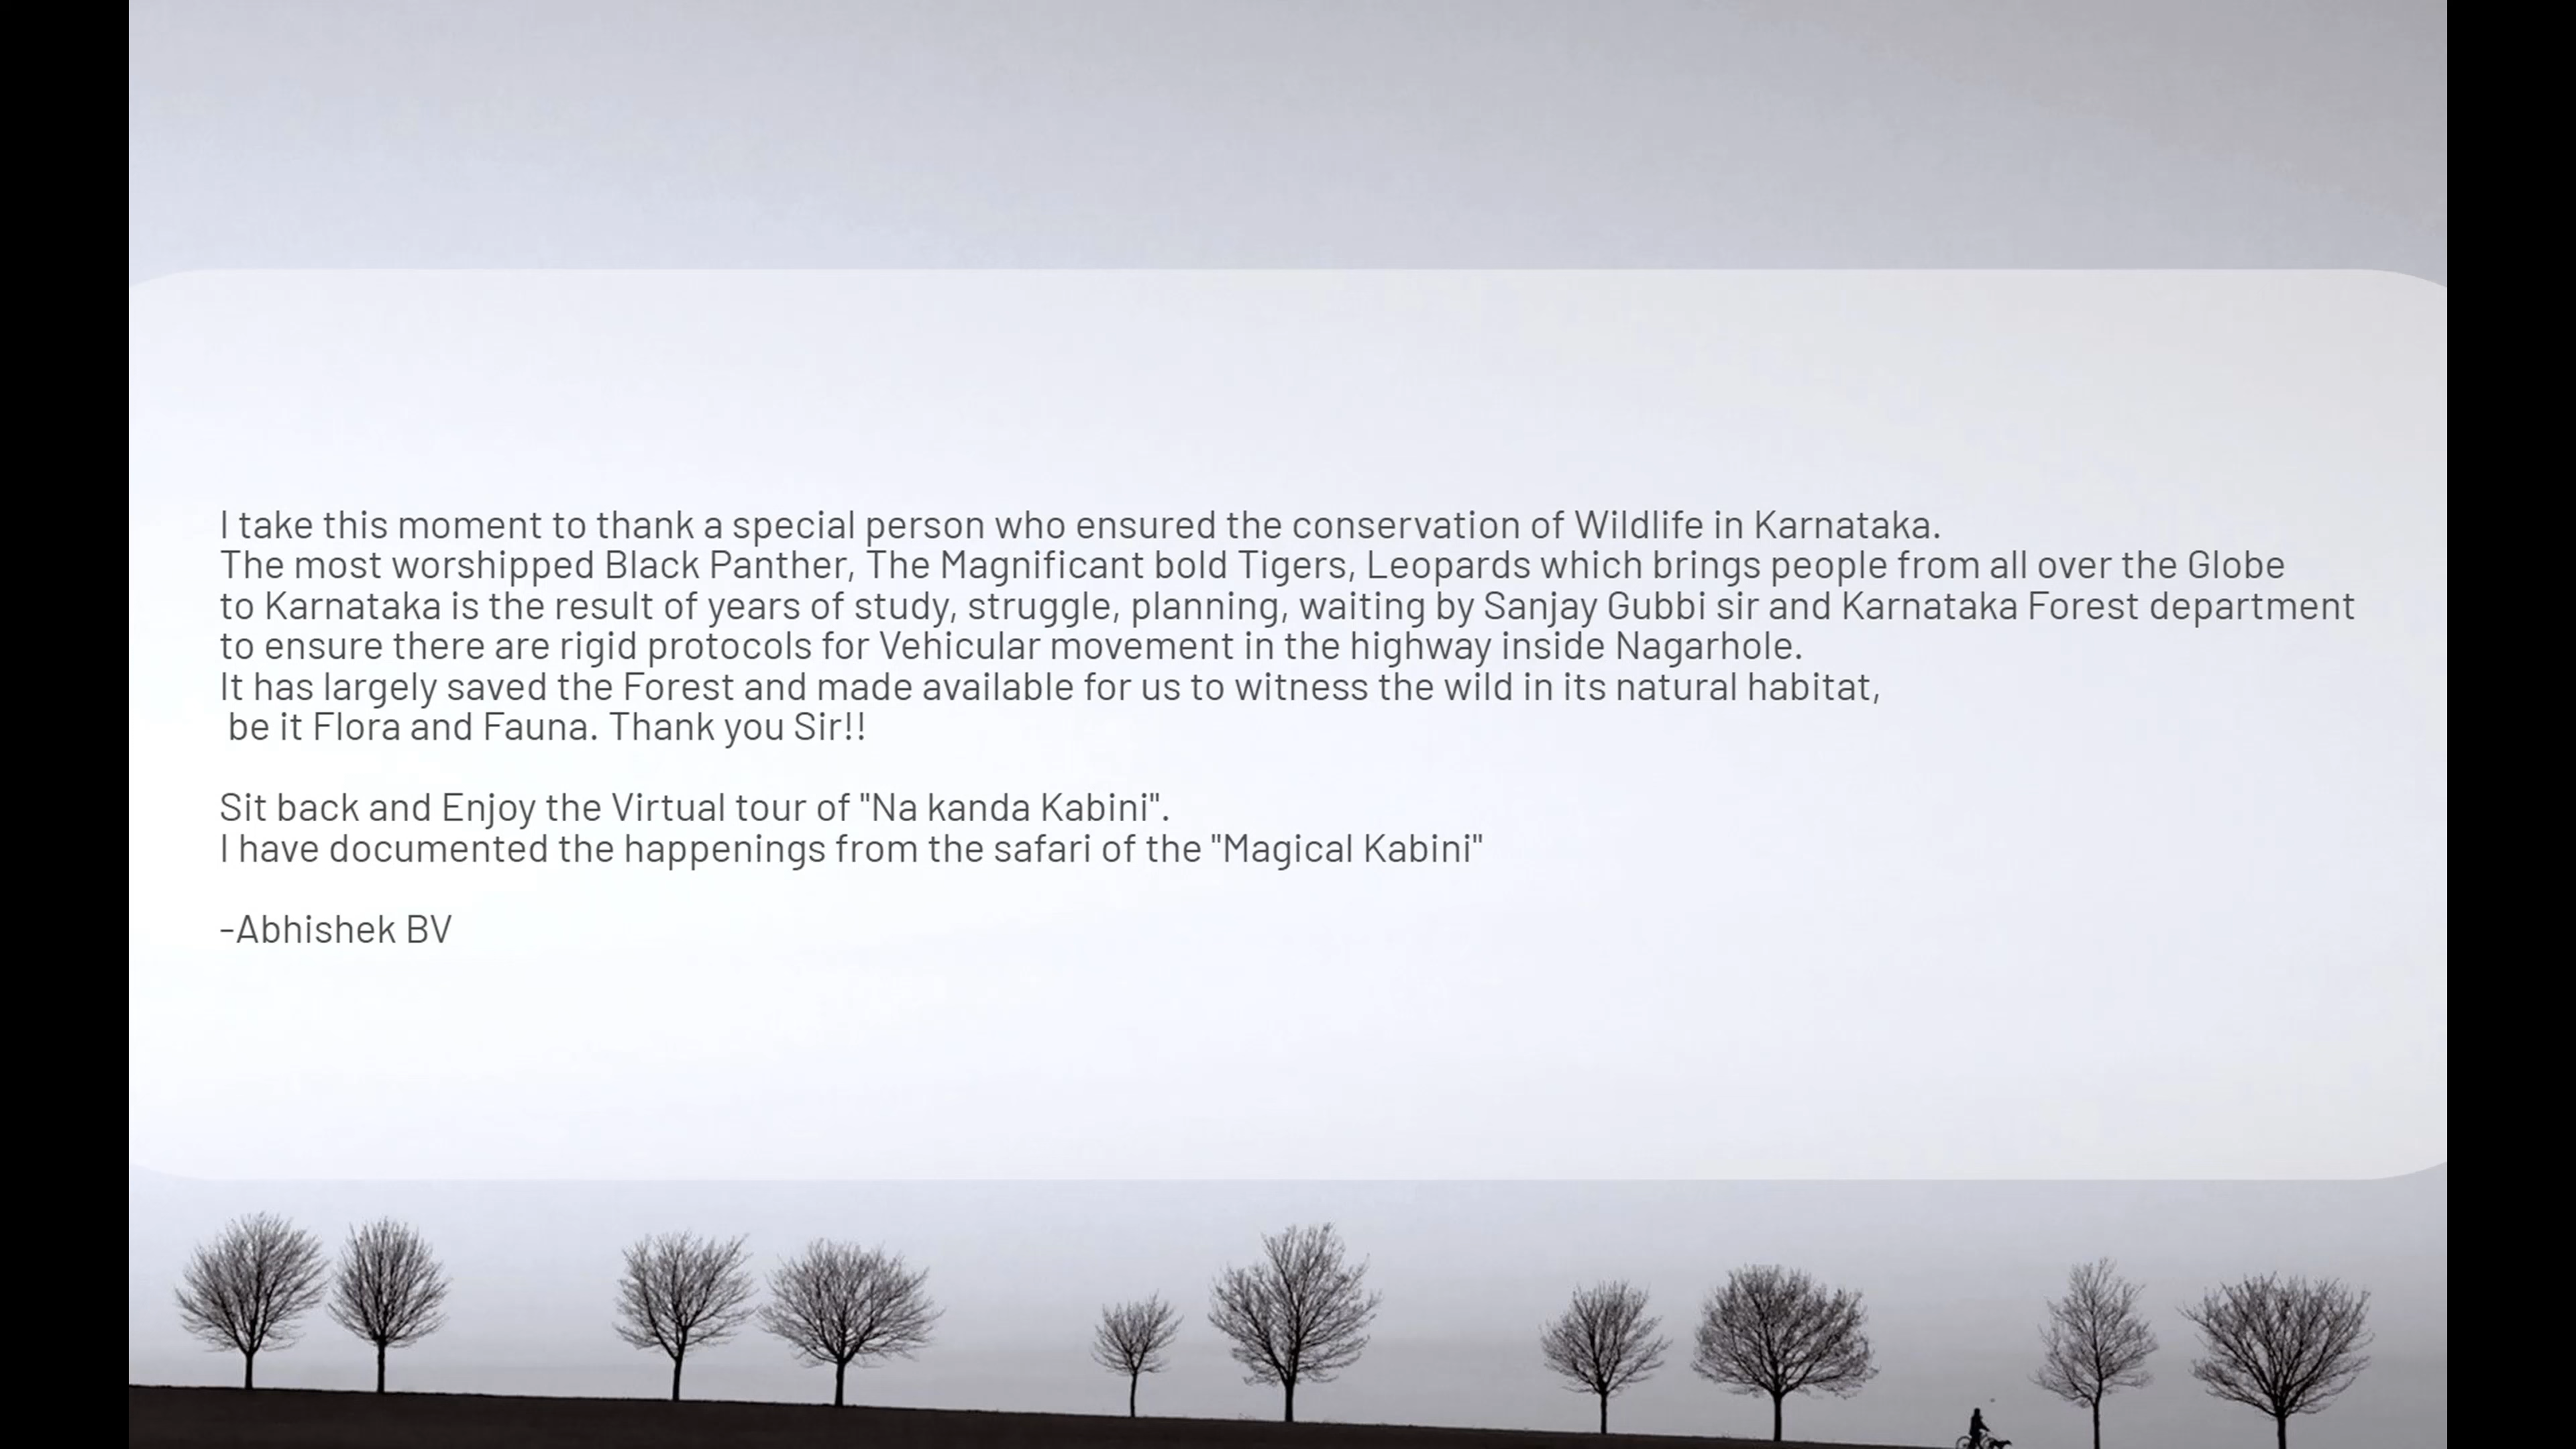 I take this moment to thank a special person who ensured the conservation of Wildlife in Karnataka.
The most worshipped Black Panther, The Magnificant bold Tigers, Leopards which brings people from all over the Globe
to Karnataka is the result of years of study, struggle, planning, waiting by Sanjay Gubbi sir and Karnataka Forest department
to ensure there are rigid protocols for Vehicular movement in the highway inside Nagarhole.
It has largely saved the Forest and made available for us to witness the wild in its natural habitat,
be it Flora and Fauna. Thank you Sir!!
Sit back and Enjoy the Virtual tour of "Na kanda Kabini".
I have documented the happenings from the safari of the "Magical Kabini"
-Abhishek BV